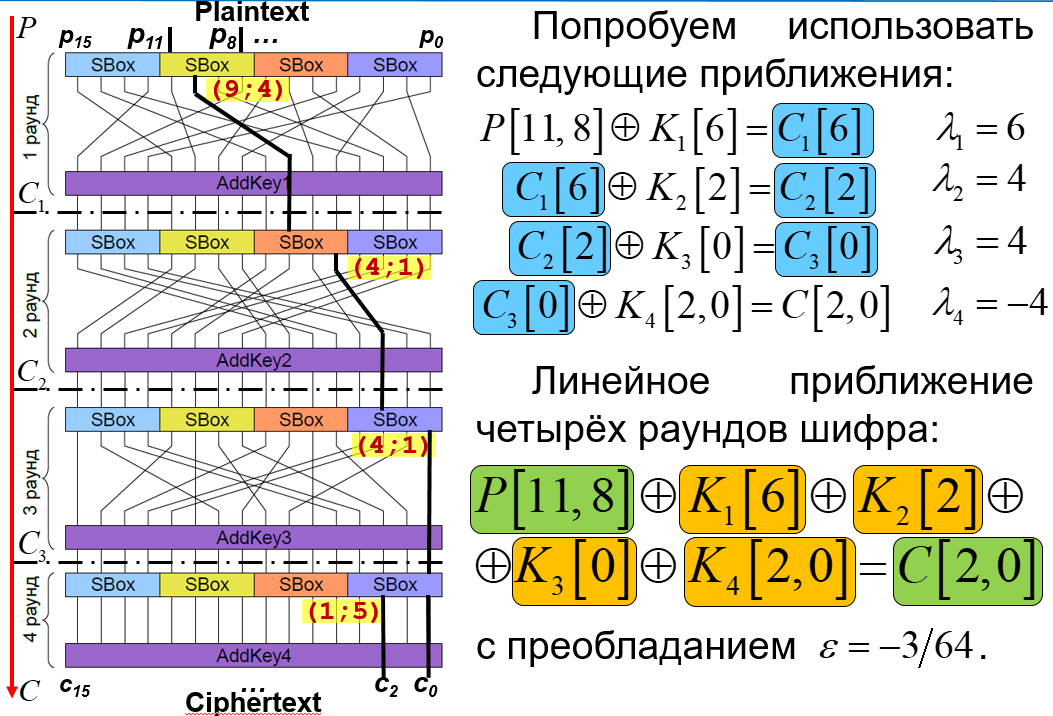 Plaintext
P
p15 p11 p8 ... p0
SBox SBox SBox SBox
(9;4)
1 раунд
AddKey1
C1
SBox SBox SBox SBox
(4;1)
2 раунд
AddKey2
C2
SBox SBox SBox SBox
(4;1)
3 раунд
AddKey3
C3
SBox SBox SBox SBox
(1;5)
4 раунд
AddKey4
C
c15 ... c2 c0
Ciphertext
Попробуем использовать
следующие приближения:
P[11,8]⊕K1[6]=C1[6] λ1=6
C1[6]⊕K2[2]=C2[2] λ2=4
C2[2]⊕K3[0]=C3[0] λ3=4
C3[0]⊕K4[2,0]=C[2,0] λ4=−4
Линейное приближение
четырёх раундов шифра:
P[11,8]⊕K1[6]⊕K2[2]⊕
⊕K3[0]⊕K4[2,0]=C[2,0]
с преобладанием ε=−3/64.